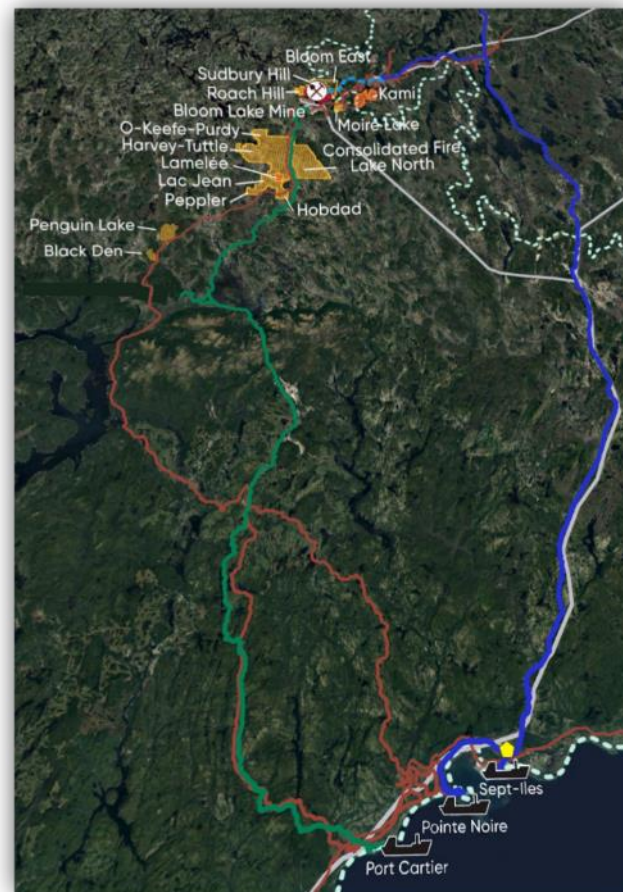 Bloom East
Sudbury Hill
Roach Hill
Kami
Bloom Lake Mine
Moire Lake
O-Keefe-Purdy
Harvey-Tuttle
Consolidated Fire
Lake North
Lamelée
Lac Jean
Peppler
Hobdad
Penguin Lake
Black Den
Sept-Iles
Pointe Noire
Port Cartier